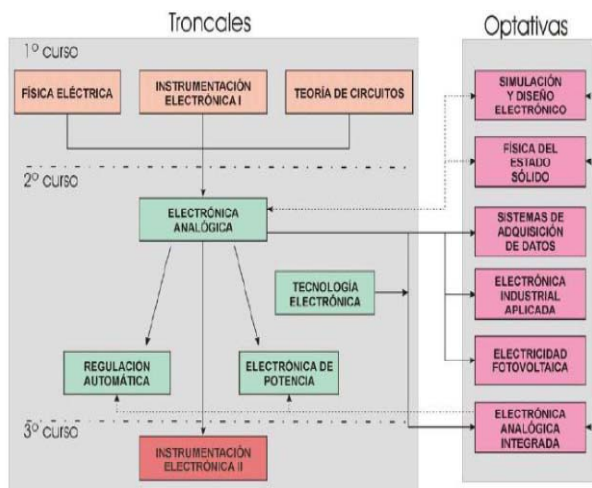 Troncales
Optativas
1º curso
FÍSICA ELÉCTRICA
INSTRUMENTACIÓN
ELECTRÓNICA I
TEORÍA DE CIRCUITOS
SIMULACIÓN
Y DISEÑO
ELECTRÓNICO
FÍSICA DEL
ESTADO
SÓLIDO
2º curso
ELECTRÓNICA
ANALÓGICA
SISTEMAS DE
ADQUISICIÓN
DE DATOS
TECNOLOGÍA
ELECTRÓNICA
ELECTRÓNICA
INDUSTRIAL
APLICADA
REGULACIÓN
AUTOMÁTICA
ELECTRÓNICA DE
POTENCIA
ELECTRICIDAD
FOTOVOLTAICA
3º curso
INSTRUMENTACIÓN
ELECTRÓNICA II
ELECTRÓNICA
ANALÓGICA
INTEGRADA